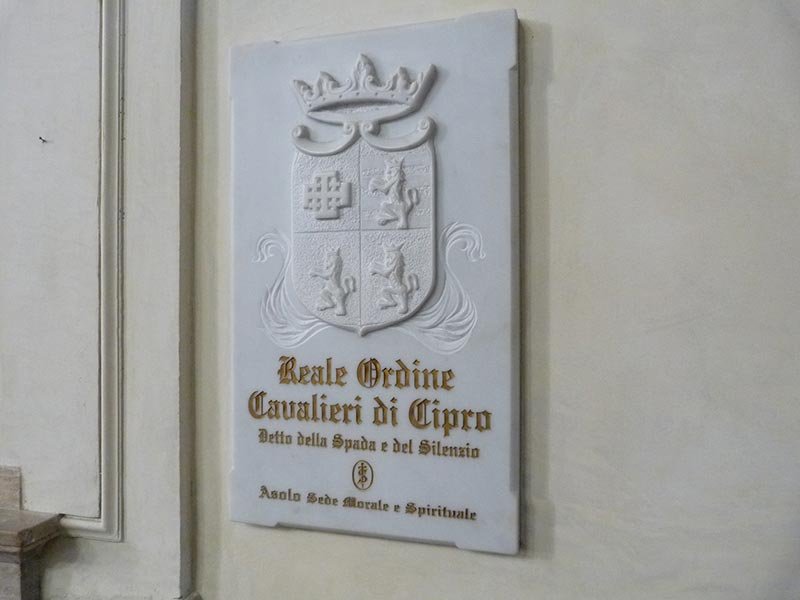 Reale Ordine
Cavalieri di Cipro
Detto della Spada e del Silenzio
Asolo Sede Morale e Spirituale